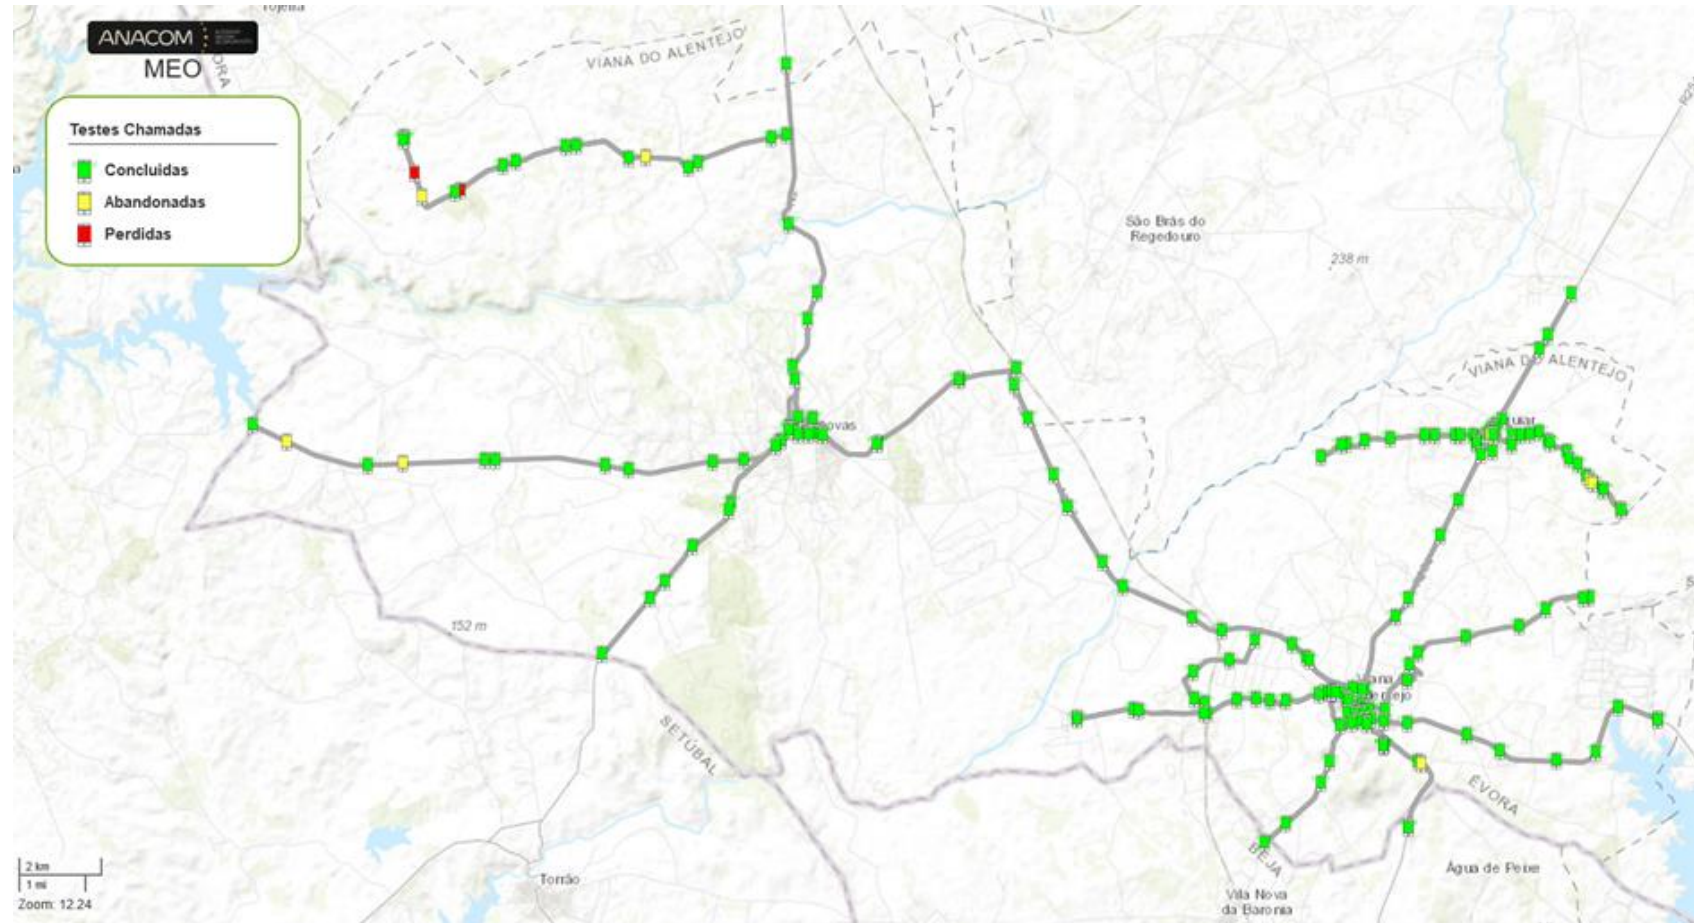 ANACOM
MEO
Testes Chamadas
Concluidas
Abandonadas
Perdidas
VIANA DO ALENTEJO
São Brás do
Regedouro
238 m
VIANA DO ALENTEJO
152 m
SETÚBAL
ÉVORA
BEJA
Água de Peixe
Vila Nova
da Baronia
Torrão
2 km
1 mi
Zoom: 12.24